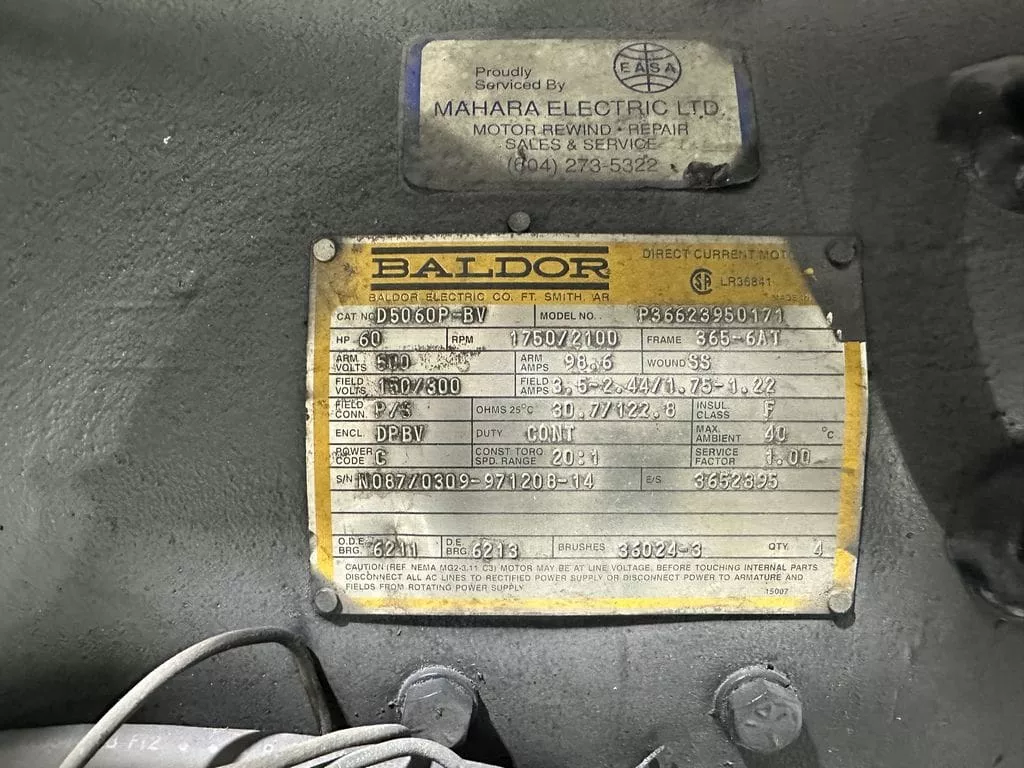 EASA
Proudly
Serviced By
MAHARA ELECTRIC LTD.
MOTOR REWIND • REPAIR
SALES & SERVICE
(604) 273-5322
BALDOR
DIRECT CURRENT
SA LR36841
BALDOR ELECTRIC CO. FT. SMITH, AR MADE IN
CAT NO D5060P-BV MODEL NO. P36623950171
HP 60 RPM 1750/2100 FRAME 365-6AT
ARM VOLTS 500 ARM AMPS 98.6 WOUND SS
FIELD VOLTS 150/300 FIELD AMPS 3.5-2.44/1.75-1.22
FIELD CONN. P/S OHMS 25°C 30.7/122.8 INSUL. CLASS F
ENCL DPBV DUTY CONT MAX. AMBIENT 40 °C
POWER CODE C CONST TORQ SPD. RANGE 20:1 SERVICE FACTOR 1.00
S/N N087/0309-971208-14 E/S 3652395
O.D.E BRG. 6211 D.E BRG. 6213 BRUSHES 36024-3 QTY. 4
CAUTION (REF NEMA MG2-3.11 C3) MOTOR MAY BE AT LINE VOLTAGE. BEFORE TOUCHING INTERNAL PARTS
DISCONNECT ALL AC LINES TO RECTIFIED POWER SUPPLY OR DISCONNECT POWER TO ARMATURE AND
FIELDS FROM ROTATING POWER SUPPLY
15007